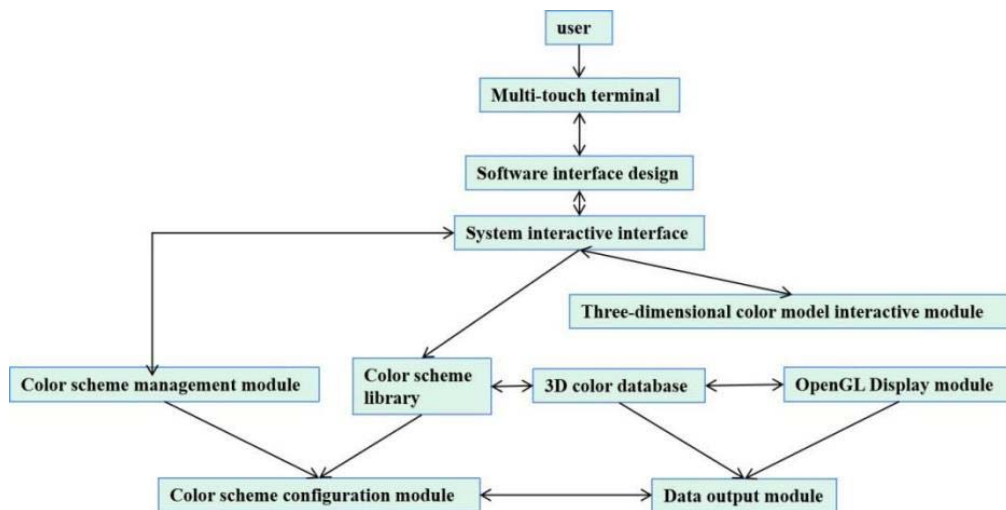 user
Multi-touch terminal
Software interface design
System interactive interface
Three-dimensional color model interactive module
Color scheme management module
Color scheme
library
3D color database
OpenGL Display module
Color scheme configuration module
Data output module